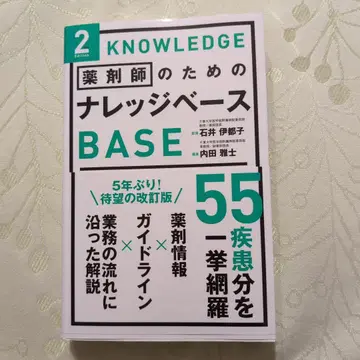 2
Edition
KNOWLEDGE
薬剤師のための
ナレッジベース
BASE
石井 伊都子
内田 雅士
5年ぶり!
待望の改訂版
55疾患分を
一挙網羅
薬剤情報
×
ガイドライン
×
業務の流れに
沿った解説